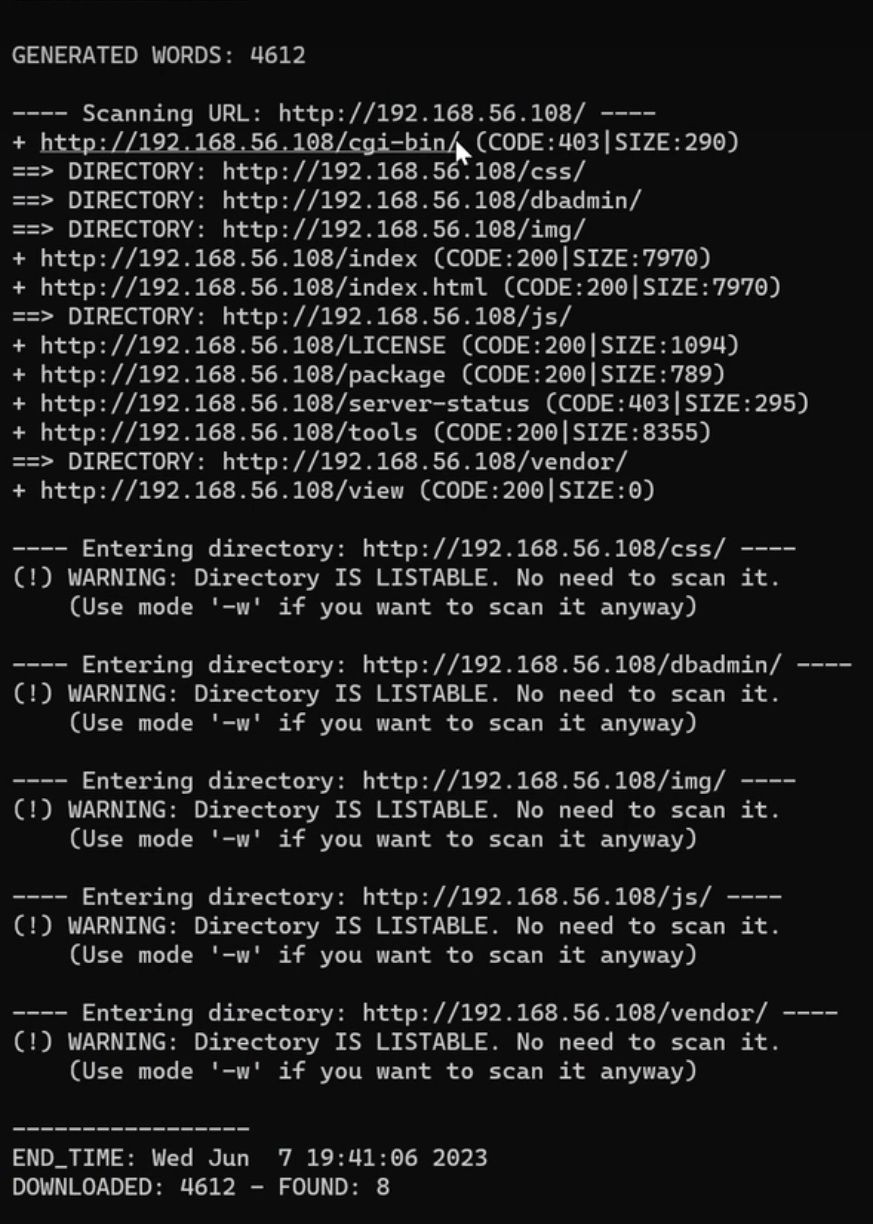 GENERATED WORDS: 4612
---- Scanning URL: http://192.168.56.108/ ----
+ http://192.168.56.108/cgi-bin/ (CODE:403|SIZE:290)
==> DIRECTORY: http://192.168.56.108/css/
==> DIRECTORY: http://192.168.56.108/dbadmin/
==> DIRECTORY: http://192.168.56.108/img/
+ http://192.168.56.108/index (CODE:200|SIZE:7970)
+ http://192.168.56.108/index.html (CODE:200|SIZE:7970)
==> DIRECTORY: http://192.168.56.108/js/
+ http://192.168.56.108/LICENSE (CODE:200|SIZE:1094)
+ http://192.168.56.108/package (CODE:200|SIZE:789)
+ http://192.168.56.108/server-status (CODE:403|SIZE:295)
+ http://192.168.56.108/tools (CODE:200|SIZE:8355)
==> DIRECTORY: http://192.168.56.108/vendor/
+ http://192.168.56.108/view (CODE:200|SIZE:0)
---- Entering directory: http://192.168.56.108/css/ ----
(!) WARNING: Directory IS LISTABLE. No need to scan it.
    (Use mode '-w' if you want to scan it anyway)
---- Entering directory: http://192.168.56.108/dbadmin/ ----
(!) WARNING: Directory IS LISTABLE. No need to scan it.
    (Use mode '-w' if you want to scan it anyway)
---- Entering directory: http://192.168.56.108/img/ ----
(!) WARNING: Directory IS LISTABLE. No need to scan it.
    (Use mode '-w' if you want to scan it anyway)
---- Entering directory: http://192.168.56.108/js/ ----
(!) WARNING: Directory IS LISTABLE. No need to scan it.
    (Use mode '-w' if you want to scan it anyway)
---- Entering directory: http://192.168.56.108/vendor/ ----
(!) WARNING: Directory IS LISTABLE. No need to scan it.
    (Use mode '-w' if you want to scan it anyway)
-----------------
END_TIME: Wed Jun  7 19:41:06 2023
DOWNLOADED: 4612 - FOUND: 8